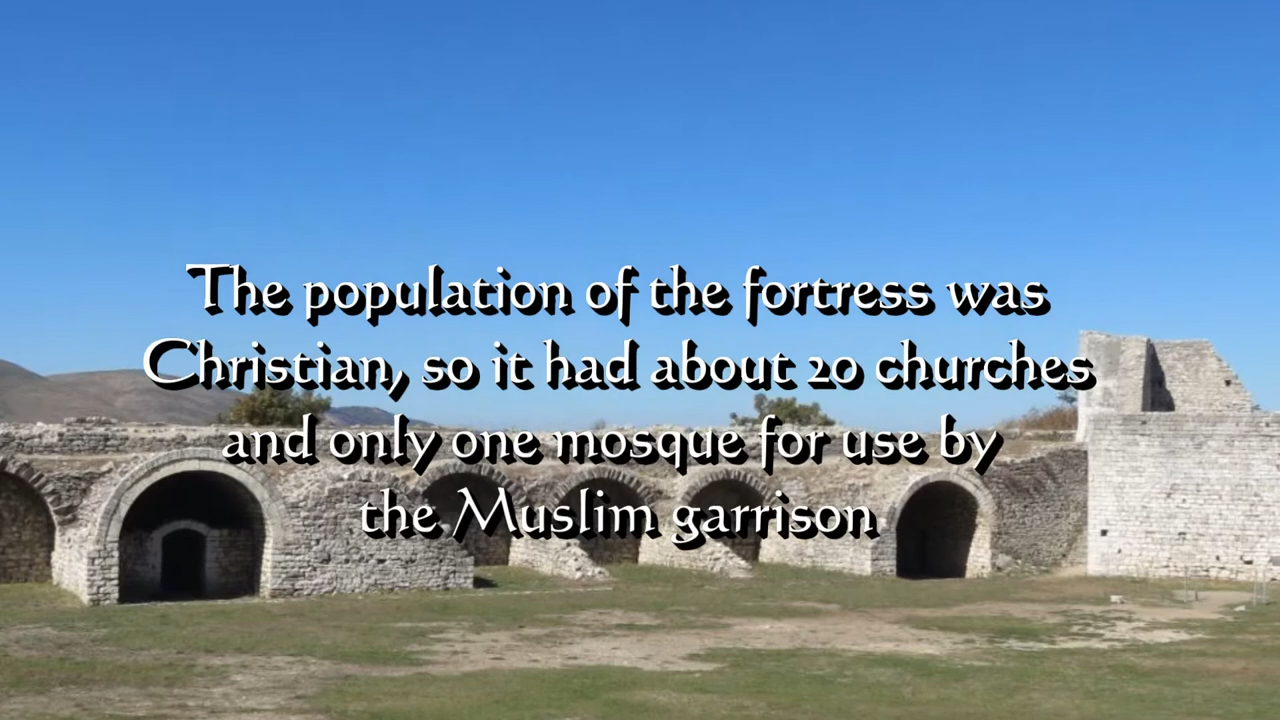 The population of the fortress was
Christian, so it had about 20 churches
and only one mosque for use by
the Muslim garrison